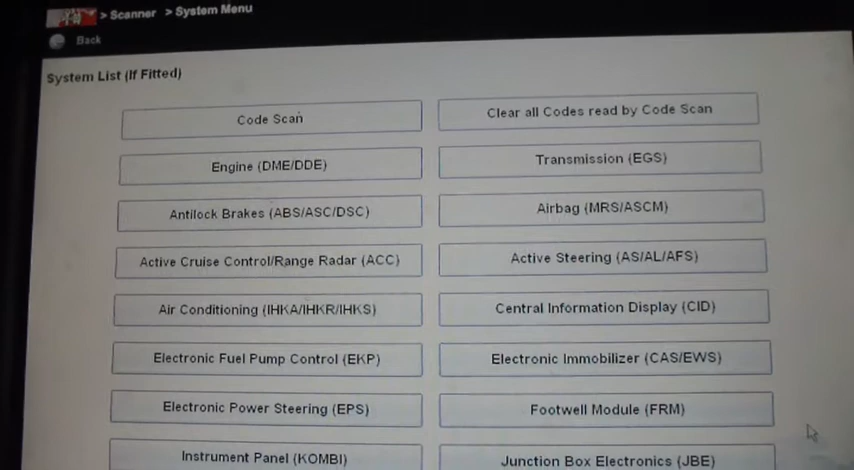 > Scanner > System Menu
Back
System List (If Fitted)
Code Scan
Clear all Codes read by Code Scan
Engine (DME/DDE)
Transmission (EGS)
Antilock Brakes (ABS/ASC/DSC)
Airbag (MRS/ASCM)
Active Cruise Control/Range Radar (ACC)
Active Steering (AS/AL/AFS)
Air Conditioning (IHKA/IHKR/IHKS)
Central Information Display (CID)
Electronic Fuel Pump Control (EKP)
Electronic Immobilizer (CAS/EWS)
Electronic Power Steering (EPS)
Footwell Module (FRM)
Instrument Panel (KOMBI)
Junction Box Electronics (JBE)